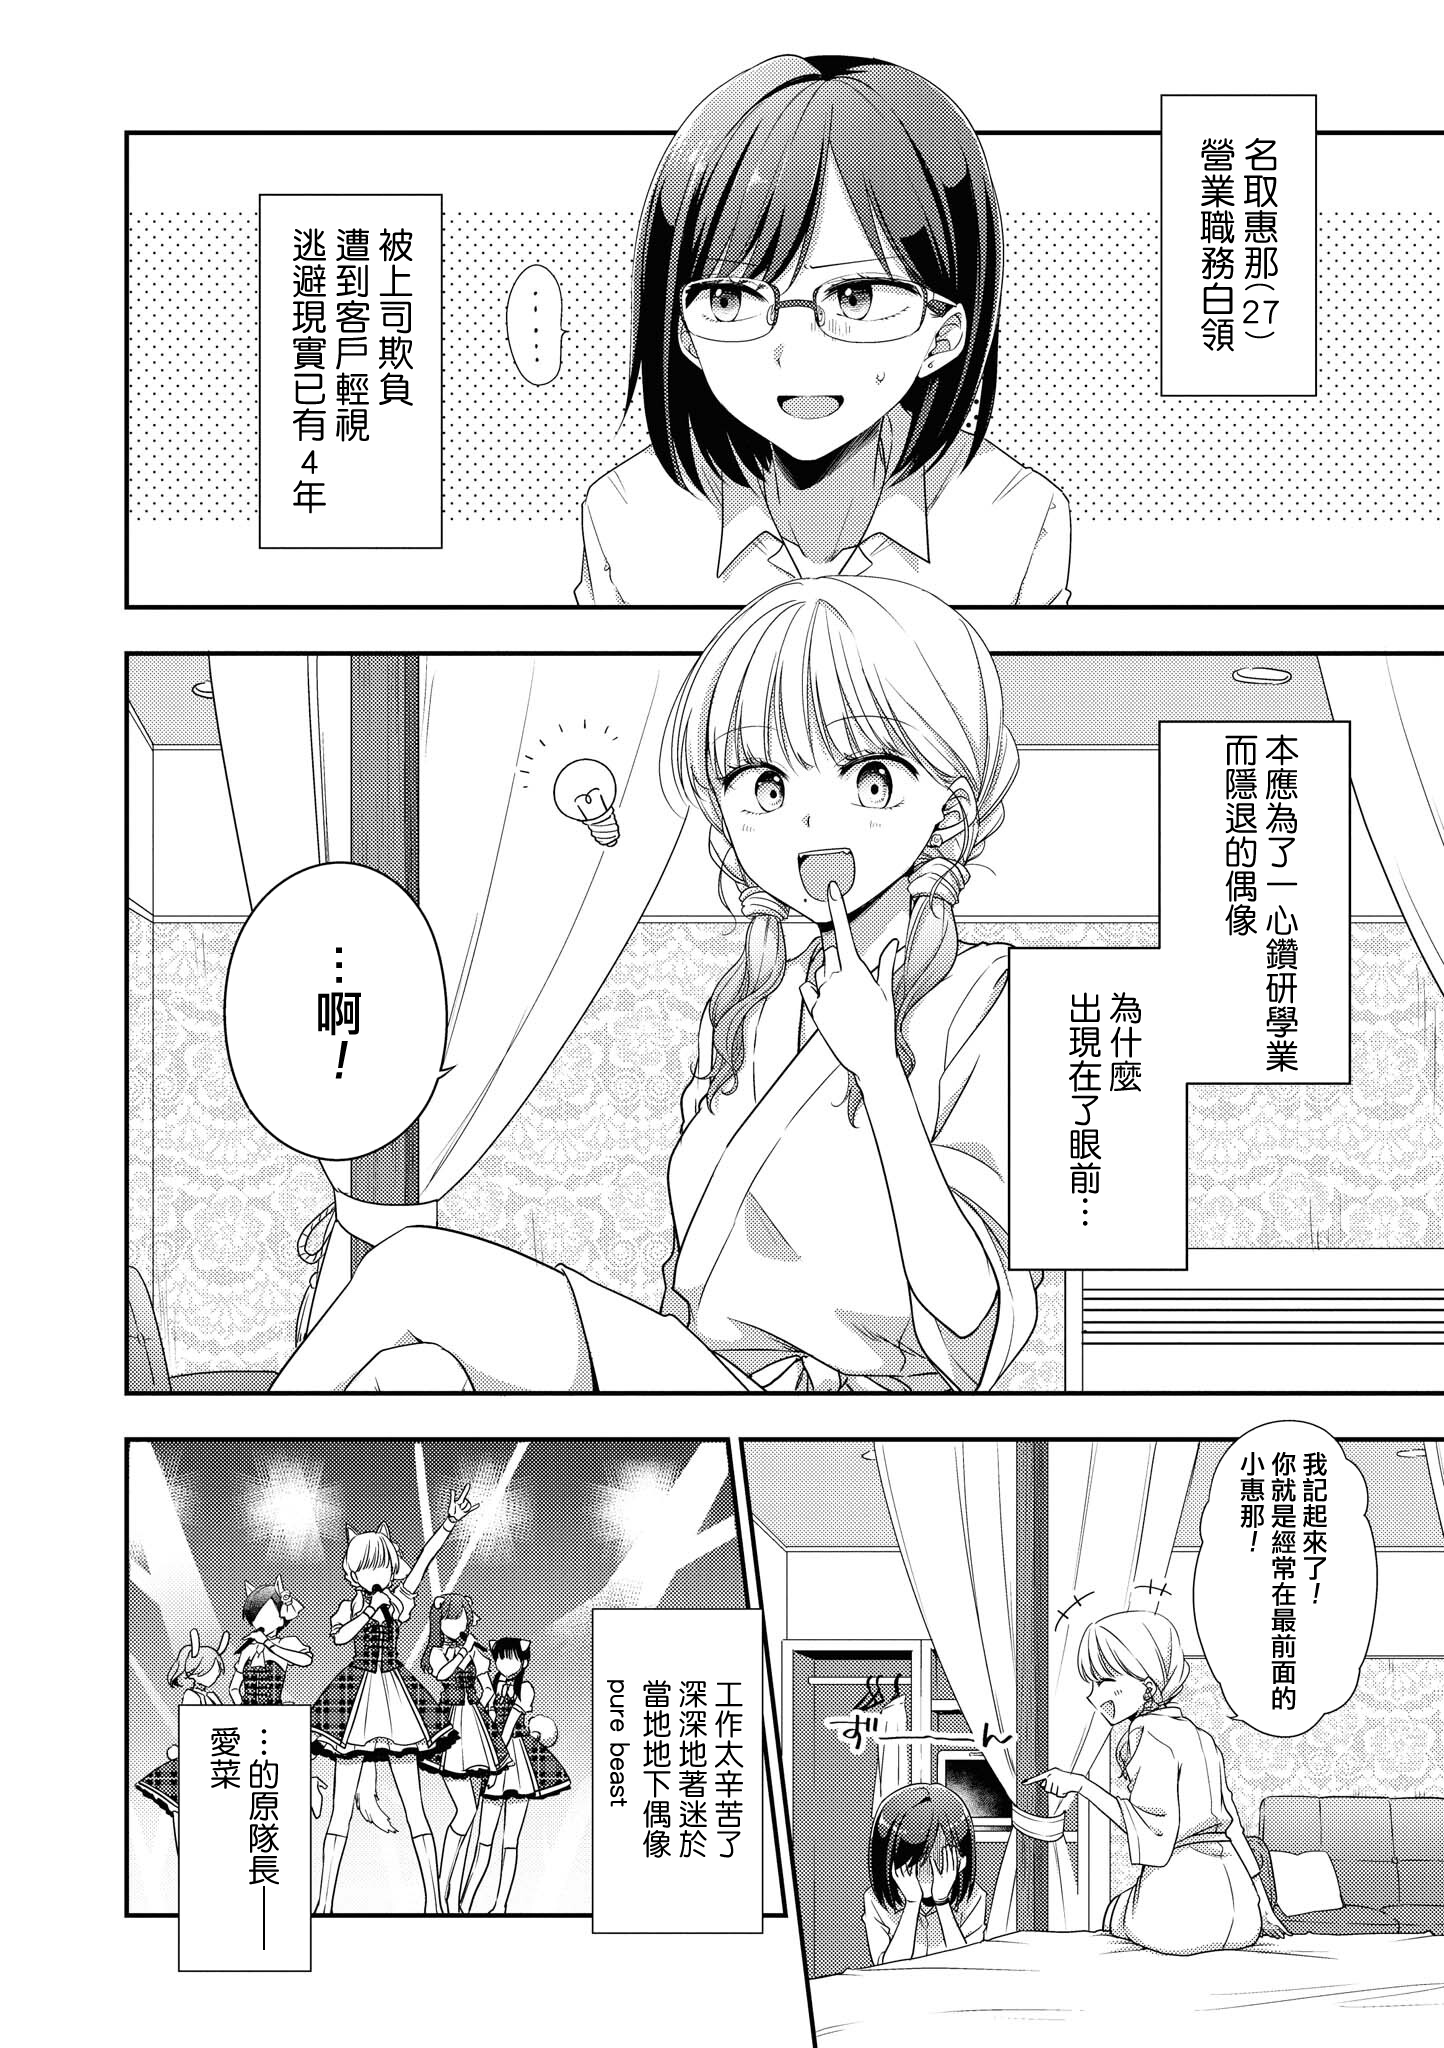 名取惠那(27)
營業職務白領
被上司欺負
遭到客戶輕視
逃避現實已有4年
‥‥
本應為了一心鑽研學業
而隱退的偶像
為什麼
出現在了眼前…
…啊!
我記起來了!
你就是經常在最前面的
小惠那!
ずーん
工作太辛苦了
深深地著迷於
當地地下偶像
pure beast
…的原隊長──
愛菜